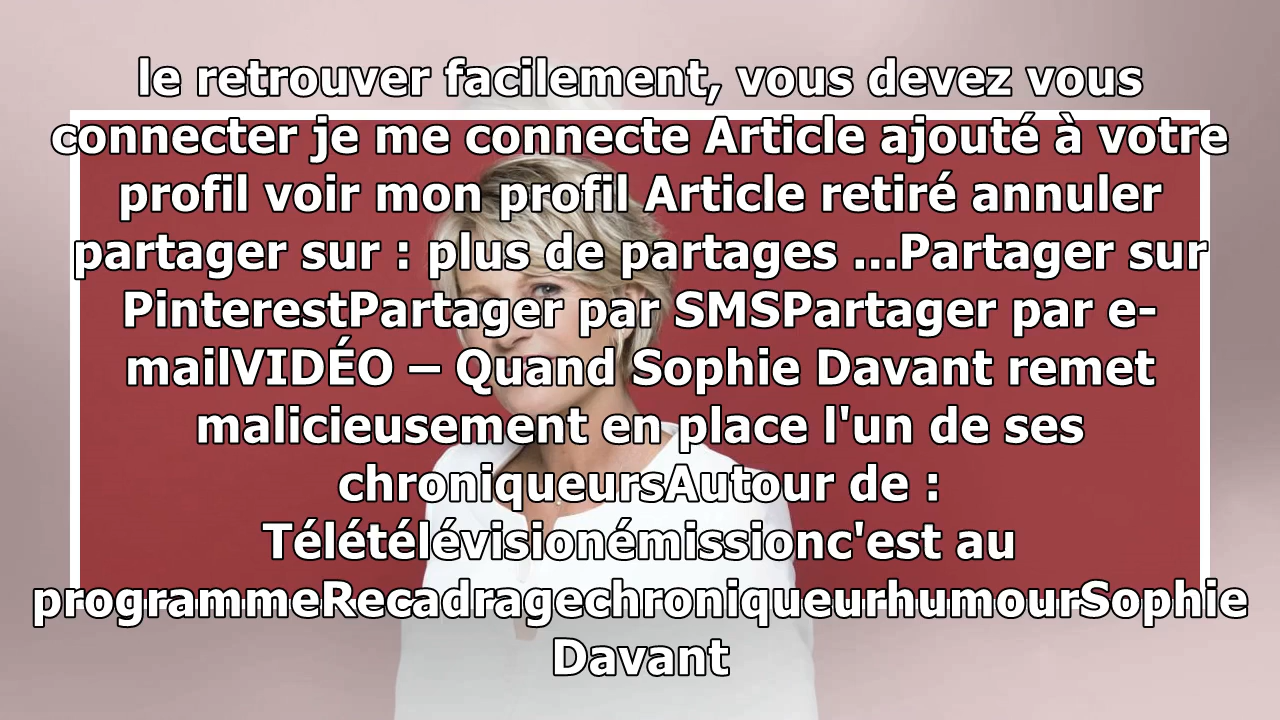 le retrouver facilement, vous devez vous
connecter je me connecte Article ajouté à votre
profil voir mon profil Article retiré annuler
partager sur : plus de partages ...Partager sur
PinterestPartager par SMSPartager par e-
mailVIDÉO – Quand Sophie Davant remet
malicieusement en place l'un de ses
chroniqueursAutour de :
Télétélévisionémissionc'est au
programmeRecadragechroniqueurhumourSophie
Davant